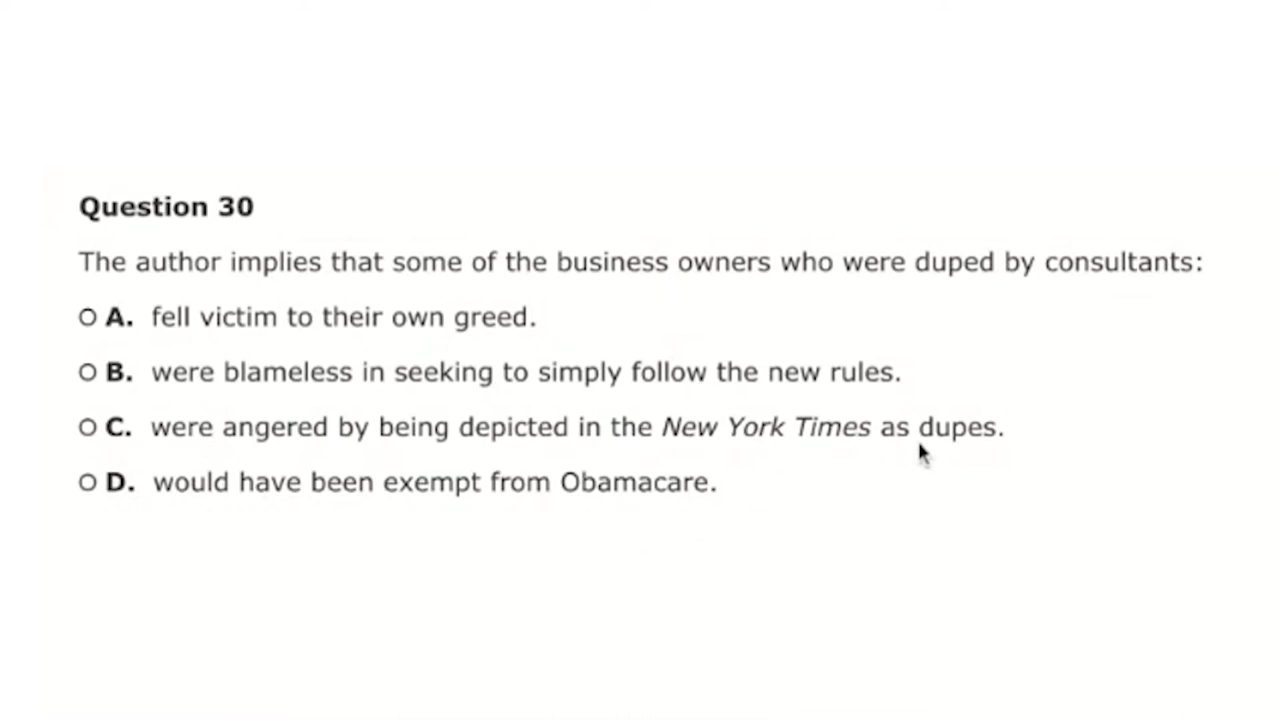 Question 30
The author implies that some of the business owners who were duped by consultants:
A. fell victim to their own greed.
B. were blameless in seeking to simply follow the new rules.
C. were angered by being depicted in the New York Times as dupes.
D. would have been exempt from Obamacare.